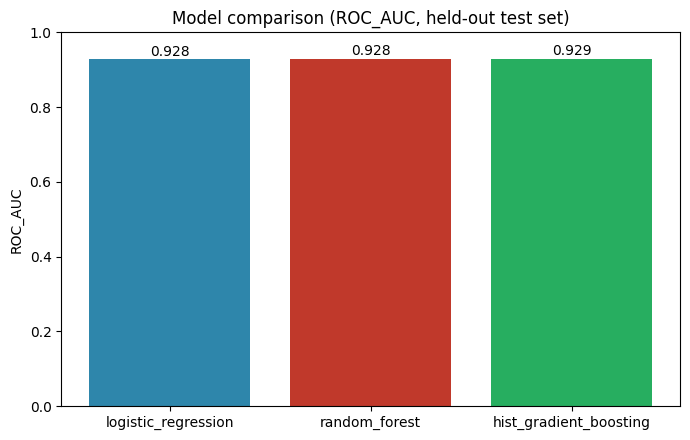 Model comparison (ROC_AUC, held-out test set)
1.0
0.928 0.928 0.929
0.8
0.6
ROC_AUC
0.4
0.2
0.0
logistic_regression random_forest hist_gradient_boosting